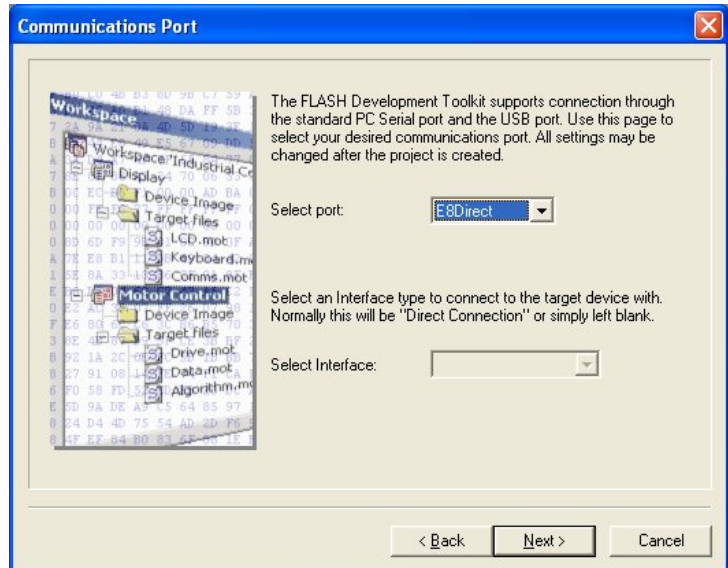 Communications Port
Workspace
Workspace 'Industrial Co
Display
Device Image
Target files
LCD.mot
Keyboard.m
Comms.mot
Motor Control
Device Image
Target files
Drive.mot
Data.mot
Algorithm.mo
The FLASH Development Toolkit supports connection through
the standard PC Serial port and the USB port. Use this page to
select your desired communications port. All settings may be
changed after the project is created.
Select port:
E8Direct
Select an Interface type to connect to the target device with.
Normally this will be "Direct Connection" or simply left blank.
Select Interface:
< Back
Next >
Cancel